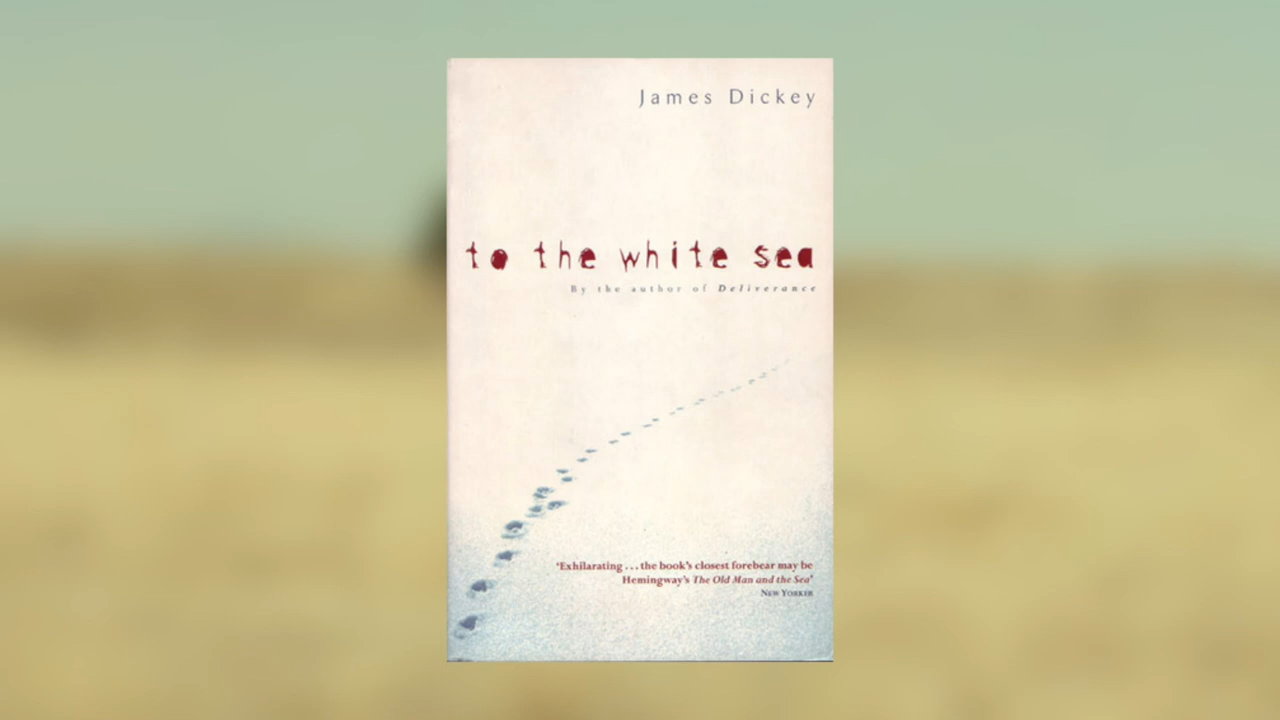 James Dickey
to the white sea
By the author of Deliverance
‘Exhilarating . . . the book’s closest forebear may be
Hemingway’s The Old Man and the Sea’
NEW YORKER